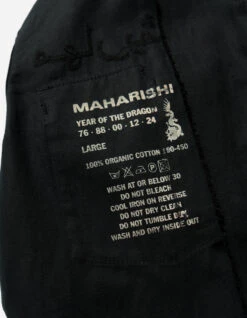 MAHARISHI
YEAR OF THE DRAGON
76 - 88 - 00 - 12 - 24
LARGE
100% ORGANIC COTTON 190-450
WASH AT OR BELOW 30
DO NOT BLEACH
COOL IRON ON REVERSE
DO NOT DRY CLEAN
DO NOT TUMBLE DRY
WASH AND DRY INSIDE OUT